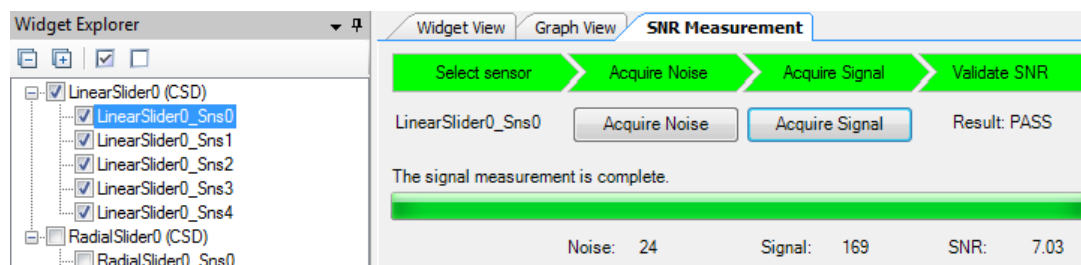 Widget Explorer
LinearSlider0 (CSD)
LinearSlider0_Sns0
LinearSlider0_Sns1
LinearSlider0_Sns2
LinearSlider0_Sns3
LinearSlider0_Sns4
RadialSlider0 (CSD)
RadialSlider0_Sns0
Widget View Graph View SNR Measurement
Select sensor Acquire Noise Acquire Signal Validate SNR
LinearSlider0_Sns0 Acquire Noise Acquire Signal Result: PASS
The signal measurement is complete.
Noise: 24 Signal: 169 SNR: 7.03